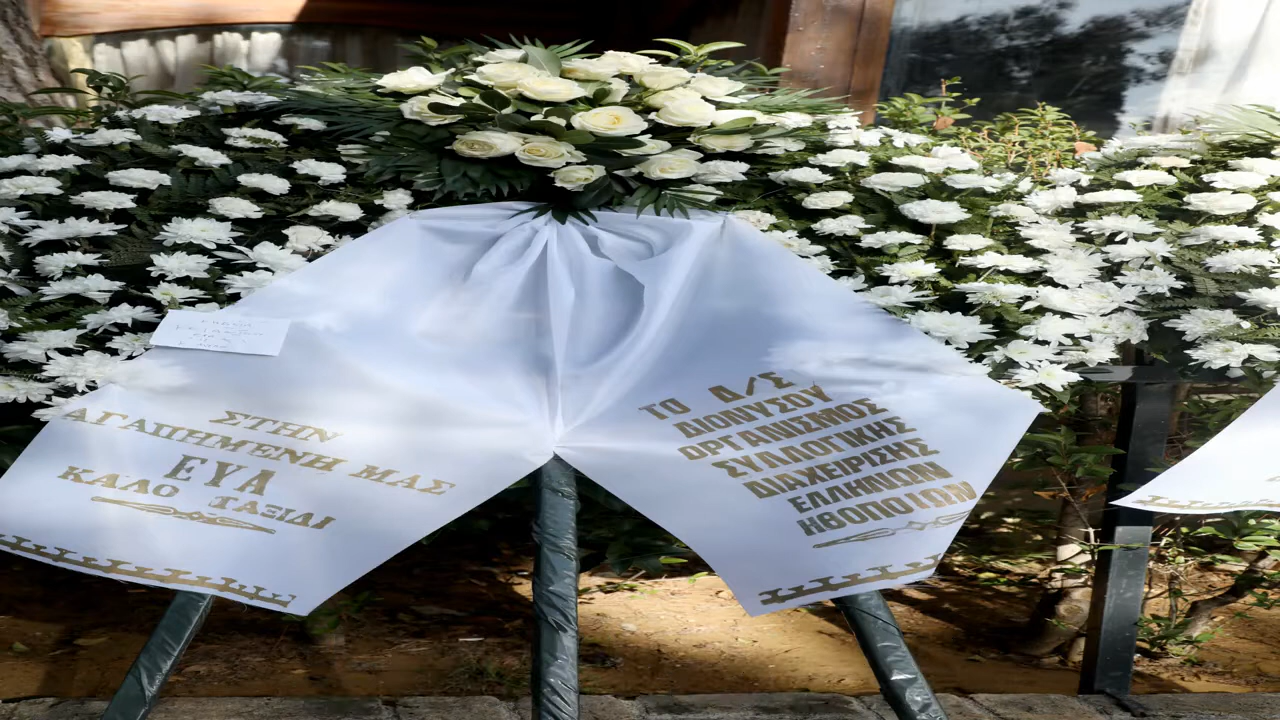 ΣΤΗΝ
ΑΓΑΠΗΜΕΝΗ ΜΑΣ
ΕΥΑ
ΚΑΛΟ ΤΑΞΙΔΙ
ΤΟ Δ/Σ
ΔΙΟΝΥΣΟΥ
ΟΡΓΑΝΙΣΜΟΣ
ΣΥΛΛΟΓΙΚΗΣ
ΔΙΑΧΕΙΡΙΣΗΣ
ΕΛΛΗΝΩΝ
ΗΘΟΠΟΙΩΝ